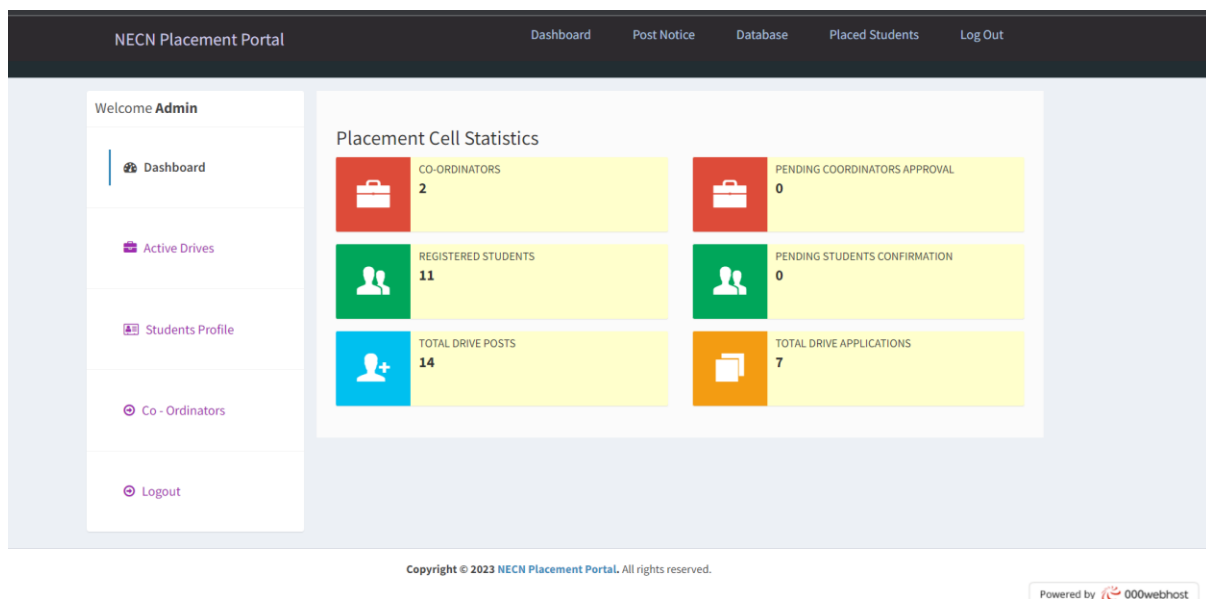 NECN Placement Portal
Dashboard Post Notice Database Placed Students Log Out
Welcome Admin
Dashboard
Active Drives
Students Profile
Co - Ordinators
Logout
Placement Cell Statistics
CO-ORDINATORS
2
PENDING COORDINATORS APPROVAL
0
REGISTERED STUDENTS
11
PENDING STUDENTS CONFIRMATION
0
TOTAL DRIVE POSTS
14
TOTAL DRIVE APPLICATIONS
7
Copyright © 2023 NECN Placement Portal. All rights reserved.
Powered by 000webhost